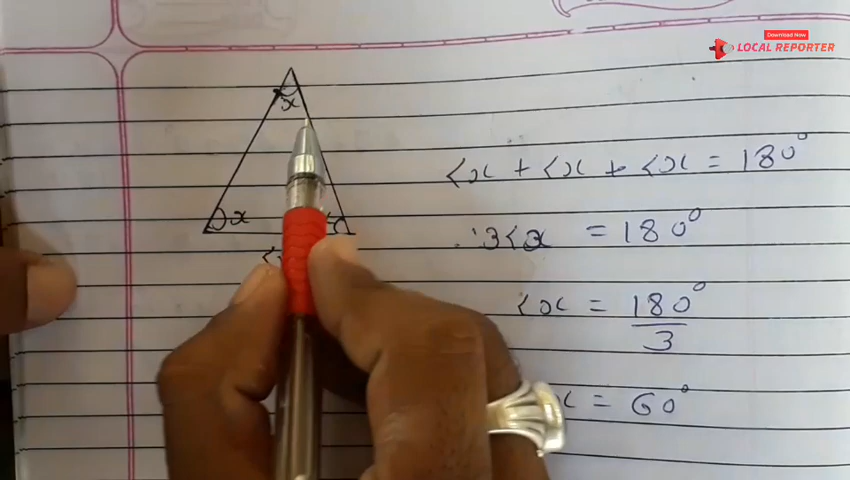 Download Now
LOCAL REPORTER
x
<x + <x + <x = 180°
x
∴ 3<x = 180°
<x = 180°
3
= 60°